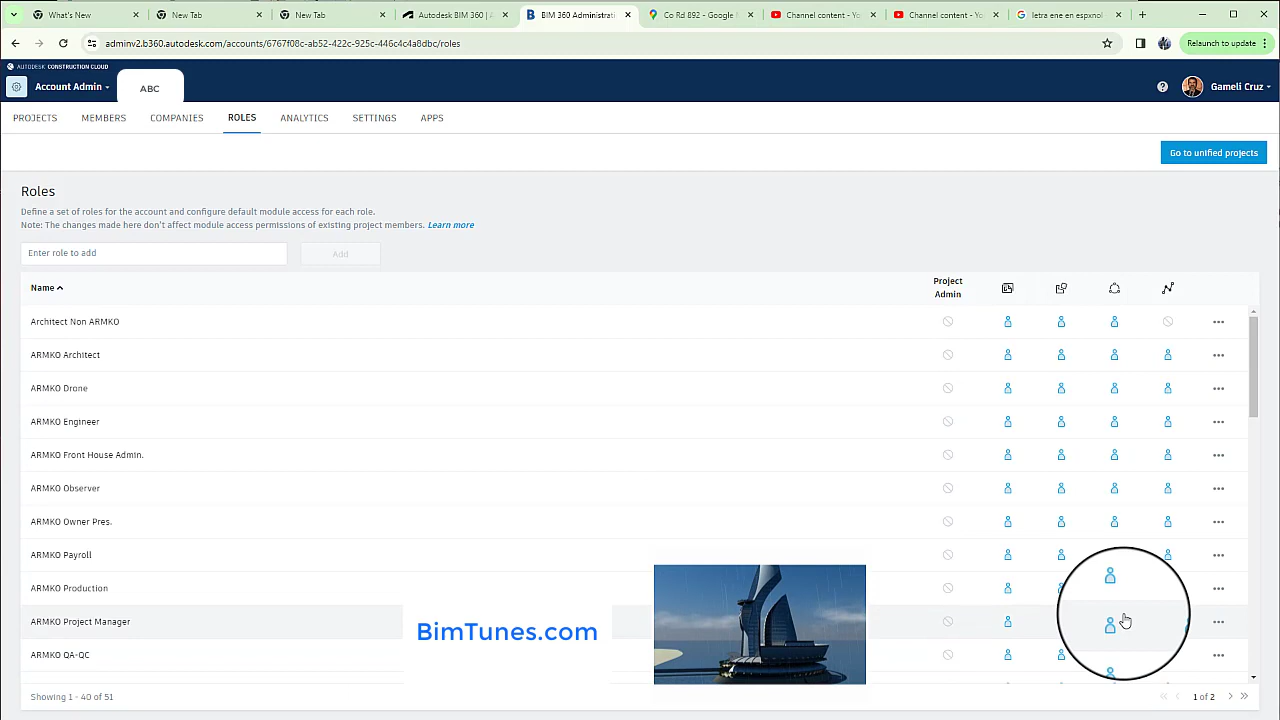 What's New
New Tab
New Tab
Autodesk BIM 360 | A
BIM 360 Administrati
Co Rd 892 - Google
Channel content - Yo
Channel content - Yo
letra ene en espxnol
adminv2.b360.autodesk.com/accounts/6767f08c-ab52-422c-925c-446c4c4a8dbc/roles
Relaunch to update
AUTODESK CONSTRUCTION CLOUD
Account Admin
ABC
Gameli Cruz
PROJECTS
MEMBERS
COMPANIES
ROLES
ANALYTICS
SETTINGS
APPS
Go to unified projects
Roles
Define a set of roles for the account and configure default module access for each role.
Note: The changes made here don't affect module access permissions of existing project members. Learn more
Enter role to add
Add
Name
Project
Admin
Architect Non ARMKO
ARMKO Architect
ARMKO Drone
ARMKO Engineer
ARMKO Front House Admin.
ARMKO Observer
ARMKO Owner Pres.
ARMKO Payroll
ARMKO Production
ARMKO Project Manager
ARMKO
BimTunes.com
Showing 1 - 40 of 51
1 of 2